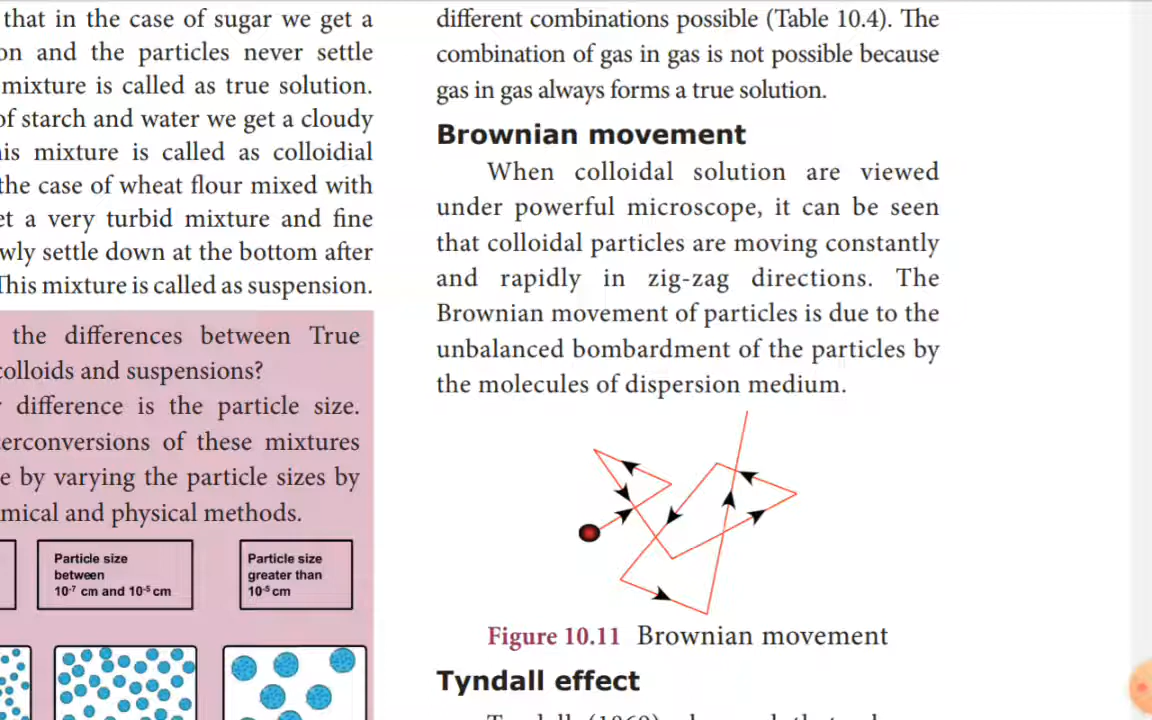 that in the case of sugar we get a
on and the particles never settle
mixture is called as true solution.
of starch and water we get a cloudy
is mixture is called as colloidial
the case of wheat flour mixed with
et a very turbid mixture and fine
wly settle down at the bottom after
This mixture is called as suspension.
the differences between True
colloids and suspensions?
difference is the particle size.
terconversions of these mixtures
e by varying the particle sizes by
mical and physical methods.
Particle size
between
10⁻⁷ cm and 10⁻⁵ cm
Particle size
greater than
10⁻⁵ cm
different combinations possible (Table 10.4). The
combination of gas in gas is not possible because
gas in gas always forms a true solution.
Brownian movement
When colloidal solution are viewed
under powerful microscope, it can be seen
that colloidal particles are moving constantly
and rapidly in zig-zag directions. The
Brownian movement of particles is due to the
unbalanced bombardment of the particles by
the molecules of dispersion medium.
Figure 10.11 Brownian movement
Tyndall effect